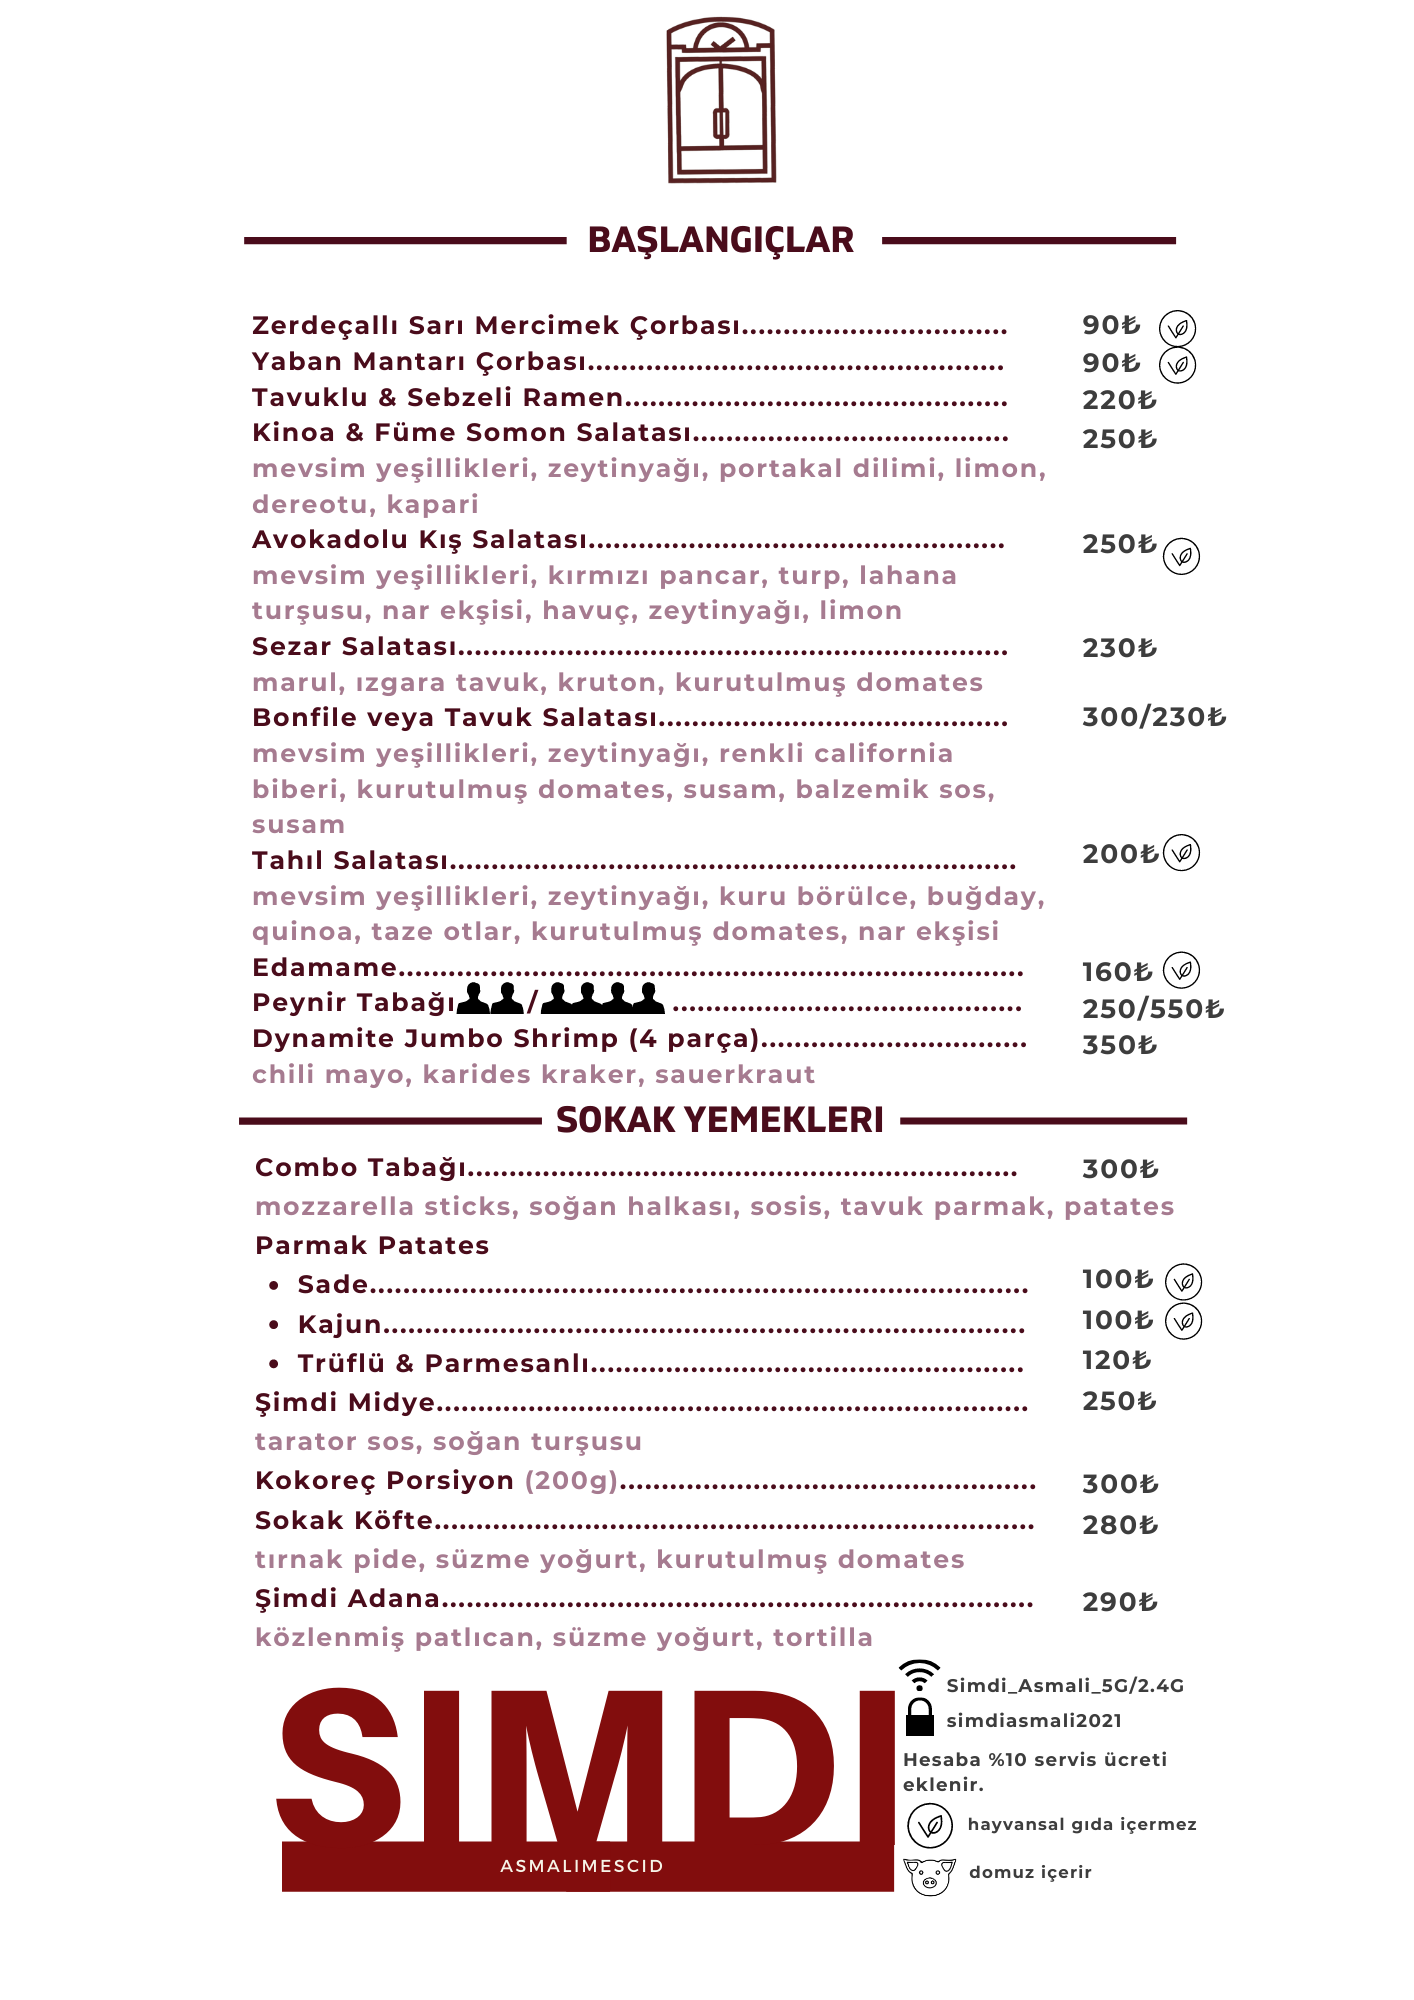 BAŞLANGIÇLAR
Zerdeçallı Sarı Mercimek Çorbası................................ 90₺
Yaban Mantarı Çorbası.................................................. 90₺
Tavuklu & Sebzeli Ramen.............................................. 220₺
Kinoa & Füme Somon Salatası...................................... 250₺
mevsim yeşillikleri, zeytinyağı, portakal dilimi, limon,
dereotu, kapari
Avokadolu Kış Salatası.................................................. 250₺
mevsim yeşillikleri, kırmızı pancar, turp, lahana
turşusu, nar ekşisi, havuç, zeytinyağı, limon
Sezar Salatası.................................................................. 230₺
marul, ızgara tavuk, kruton, kurutulmuş domates
Bonfile veya Tavuk Salatası.......................................... 300/230₺
mevsim yeşillikleri, zeytinyağı, renkli california
biberi, kurutulmuş domates, susam, balzemik sos,
susam
Tahıl Salatası.................................................................... 200₺
mevsim yeşillikleri, zeytinyağı, kuru börülce, buğday,
quinoa, taze otlar, kurutulmuş domates, nar ekşisi
Edamame........................................................................... 160₺
Peynir Tabağı / .......................................... 250/550₺
Dynamite Jumbo Shrimp (4 parça)................................ 350₺
chili mayo, karides kraker, sauerkraut
SOKAK YEMEKLERI
Combo Tabağı.................................................................. 300₺
mozzarella sticks, soğan halkası, sosis, tavuk parmak, patates
Parmak Patates
• Sade............................................................................... 100₺
• Kajun............................................................................. 100₺
• Trüflü & Parmesanlı.................................................... 120₺
Şimdi Midye....................................................................... 250₺
tarator sos, soğan turşusu
Kokoreç Porsiyon (200g).................................................. 300₺
Sokak Köfte........................................................................ 280₺
tırnak pide, süzme yoğurt, kurutulmuş domates
Şimdi Adana....................................................................... 290₺
közlenmiş patlıcan, süzme yoğurt, tortilla
SIMDI
ASMALIMESCID
Simdi_Asmali_5G/2.4G
simdiasmali2021
Hesaba %10 servis ücreti
eklenir.
hayvansal gıda içermez
domuz içerir